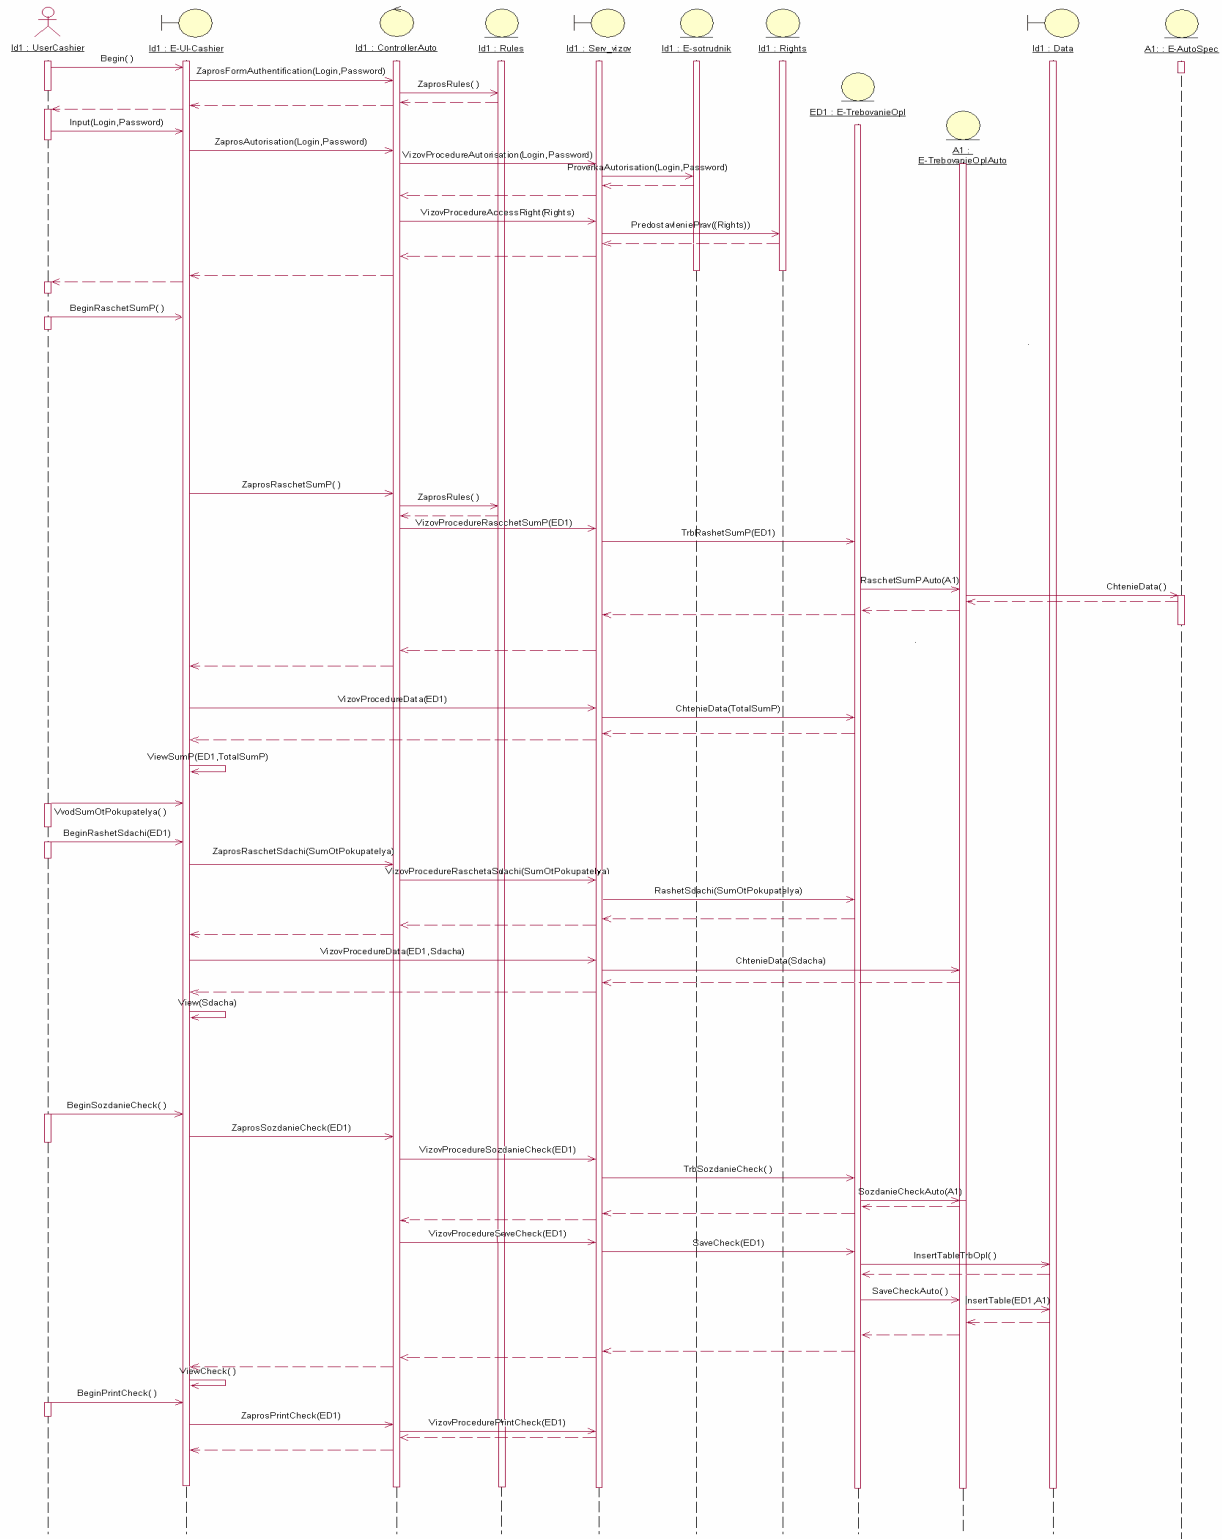 Id1 : UserCashier
Id1 : E-UI-Cashier
Id1 : ControllerAuto
Id1 : Rules
Id1 : Serv_vizov
Id1 : E-sotrudnik
Id1 : Rights
Id1 : Data
A1: : E-AutoSpec
Begin( )
ZaprosFormAuthentification(Login,Password)
ZaprosRules( )
ED1 : E-TrebovanieOpl
Input(Login,Password)
ZaprosAutorisation(Login,Password)
VizovProcedureAutorisation(Login,Password)
A1 :
E-TrebovanieOplAuto
ProverkaAutorisation(Login,Password)
VizovProcedureAccessRight(Rights)
PredostavleniePrav((Rights))
BeginRaschetSumP( )
ZaprosRaschetSumP( )
ZaprosRules( )
VizovProcedureRascchetSumP(ED1)
TrbRashetSumP(ED1)
RaschetSumPAuto(A1)
ChtenieData( )
VizovProcedureData(ED1)
ChtenieData(TotalSumP)
ViewSumP(ED1,TotalSumP)
VvodSumOtPokupatelya( )
BeginRashetSdachi(ED1)
ZaprosRaschetSdachi(SumOtPokupatelya)
VizovProcedureRaschetaSdachi(SumOtPokupatelya)
RashetSdachi(SumOtPokupatelya)
VizovProcedureData(ED1,Sdacha)
ChtenieData(Sdacha)
View(Sdacha)
BeginSozdanieCheck( )
ZaprosSozdanieCheck(ED1)
VizovProcedureSozdanieCheck(ED1)
TrbSozdanieCheck( )
SozdanieCheckAuto(A1)
VizovProcedureSaveCheck(ED1)
SaveCheck(ED1)
InsertTableTrbOpl( )
SaveCheckAuto( )
InsertTable(ED1,A1)
ViewCheck( )
BeginPrintCheck( )
ZaprosPrintCheck(ED1)
VizovProcedurePrintCheck(ED1)